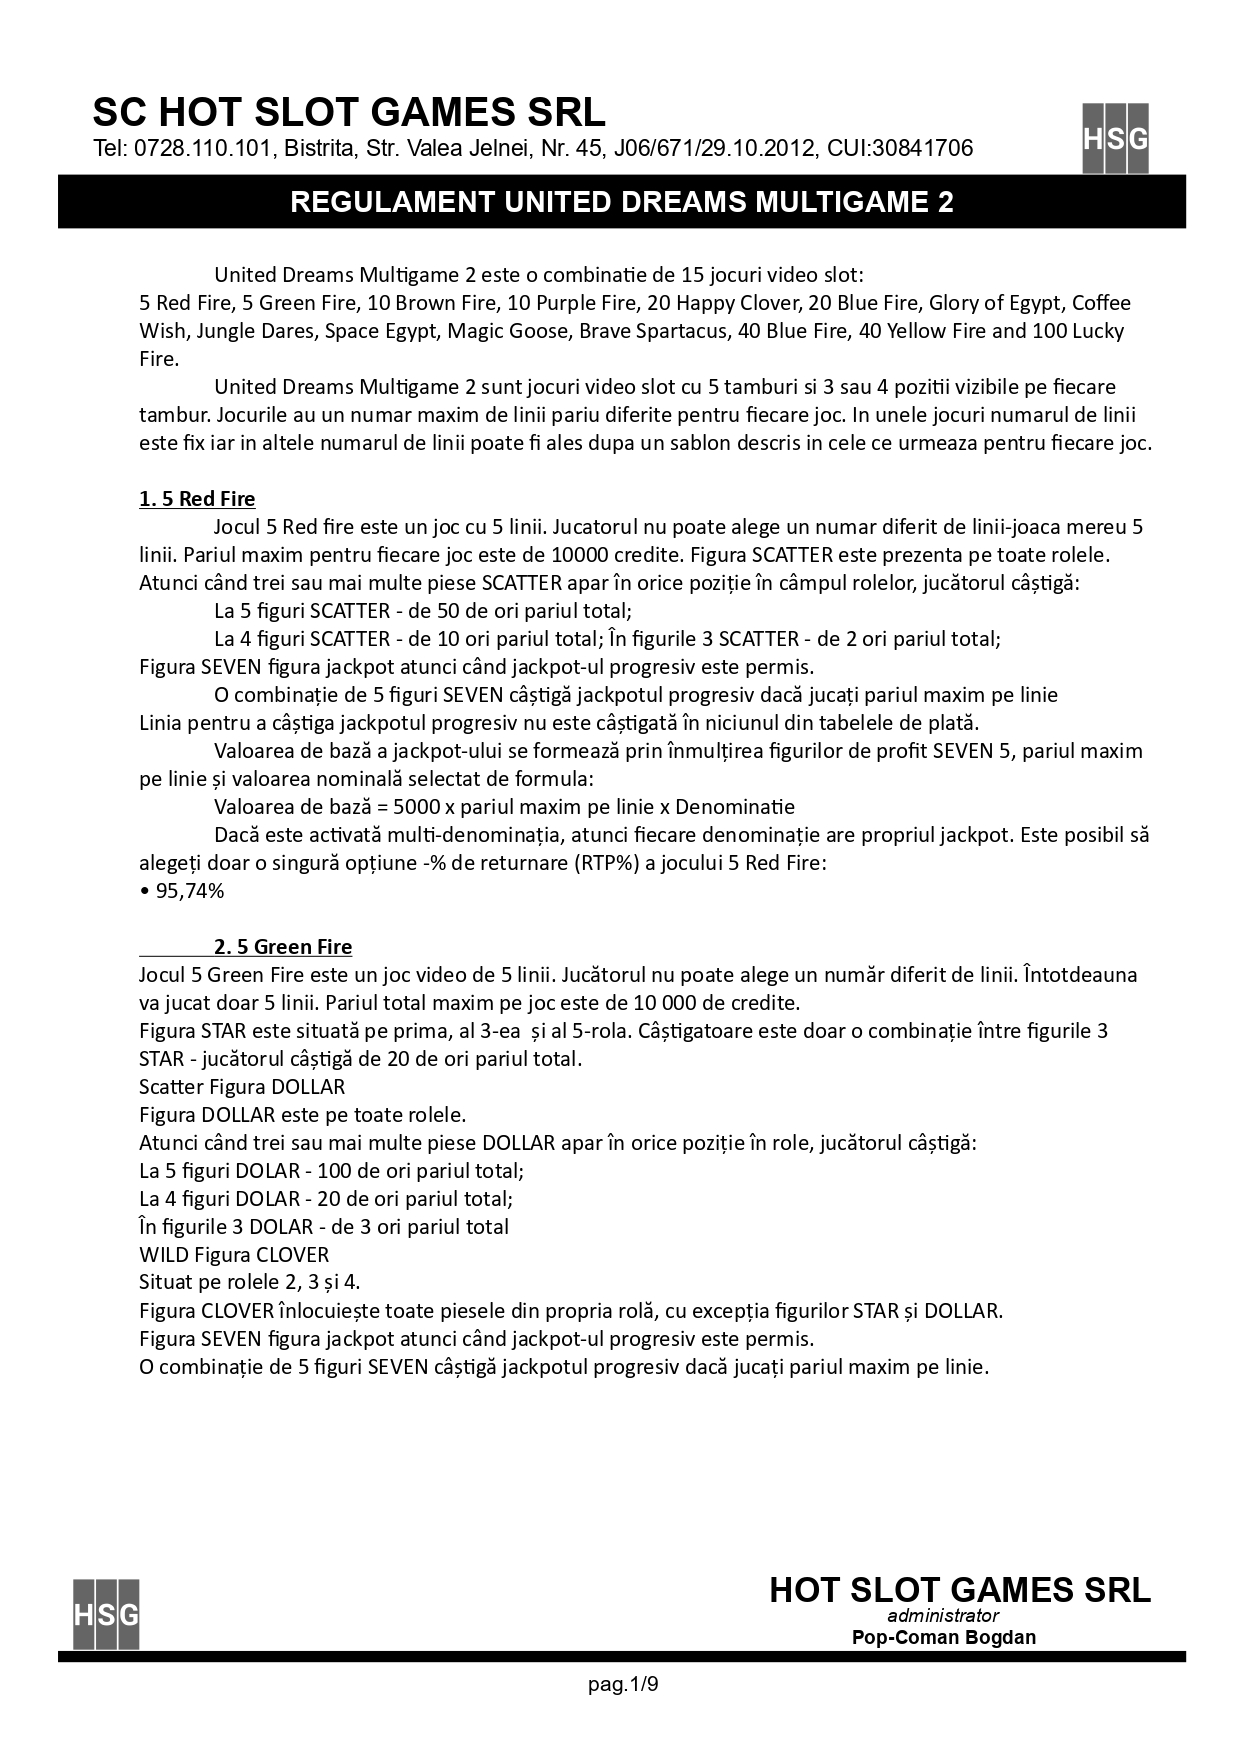 SC HOT SLOT GAMES SRL
Tel: 0728.110.101, Bistrita, Str. Valea Jelnei, Nr. 45, J06/671/29.10.2012, CUI:30841706
HSG
REGULAMENT UNITED DREAMS MULTIGAME 2
United Dreams Multigame 2 este o combinatie de 15 jocuri video slot:
5 Red Fire, 5 Green Fire, 10 Brown Fire, 10 Purple Fire, 20 Happy Clover, 20 Blue Fire, Glory of Egypt, Coffee
Wish, Jungle Dares, Space Egypt, Magic Goose, Brave Spartacus, 40 Blue Fire, 40 Yellow Fire and 100 Lucky
Fire.
United Dreams Multigame 2 sunt jocuri video slot cu 5 tamburi si 3 sau 4 pozitii vizibile pe fiecare
tambur. Jocurile au un numar maxim de linii pariu diferite pentru fiecare joc. In unele jocuri numarul de linii
este fix iar in altele numarul de linii poate fi ales dupa un sablon descris in cele ce urmeaza pentru fiecare joc.
1. 5 Red Fire
Jocul 5 Red fire este un joc cu 5 linii. Jucatorul nu poate alege un numar diferit de linii-joaca mereu 5
linii. Pariul maxim pentru fiecare joc este de 10000 credite. Figura SCATTER este prezenta pe toate rolele.
Atunci când trei sau mai multe piese SCATTER apar în orice poziție în câmpul rolelor, jucătorul câștigă:
La 5 figuri SCATTER - de 50 de ori pariul total;
La 4 figuri SCATTER - de 10 ori pariul total; În figurile 3 SCATTER - de 2 ori pariul total;
Figura SEVEN figura jackpot atunci când jackpot-ul progresiv este permis.
O combinație de 5 figuri SEVEN câștigă jackpotul progresiv dacă jucați pariul maxim pe linie
Linia pentru a câștiga jackpotul progresiv nu este câștigată în niciunul din tabelele de plată.
Valoarea de bază a jackpot-ului se formează prin înmulțirea figurilor de profit SEVEN 5, pariul maxim
pe linie și valoarea nominală selectat de formula:
Valoarea de bază = 5000 x pariul maxim pe linie x Denominatie
Dacă este activată multi-denominația, atunci fiecare denominație are propriul jackpot. Este posibil să
alegeți doar o singură opțiune -% de returnare (RTP%) a jocului 5 Red Fire:
• 95,74%
2. 5 Green Fire
Jocul 5 Green Fire este un joc video de 5 linii. Jucătorul nu poate alege un număr diferit de linii. Întotdeauna
va jucat doar 5 linii. Pariul total maxim pe joc este de 10 000 de credite.
Figura STAR este situată pe prima, al 3-ea  și al 5-rola. Câștigatoare este doar o combinație între figurile 3
STAR - jucătorul câștigă de 20 de ori pariul total.
Scatter Figura DOLLAR
Figura DOLLAR este pe toate rolele.
Atunci când trei sau mai multe piese DOLLAR apar în orice poziție în role, jucătorul câștigă:
La 5 figuri DOLAR - 100 de ori pariul total;
La 4 figuri DOLAR - 20 de ori pariul total;
În figurile 3 DOLAR - de 3 ori pariul total
WILD Figura CLOVER
Situat pe rolele 2, 3 și 4.
Figura CLOVER înlocuiește toate piesele din propria rolă, cu excepția figurilor STAR și DOLLAR.
Figura SEVEN figura jackpot atunci când jackpot-ul progresiv este permis.
O combinație de 5 figuri SEVEN câștigă jackpotul progresiv dacă jucați pariul maxim pe linie.
HSG
HOT SLOT GAMES SRL
administrator
Pop-Coman Bogdan
pag.1/9